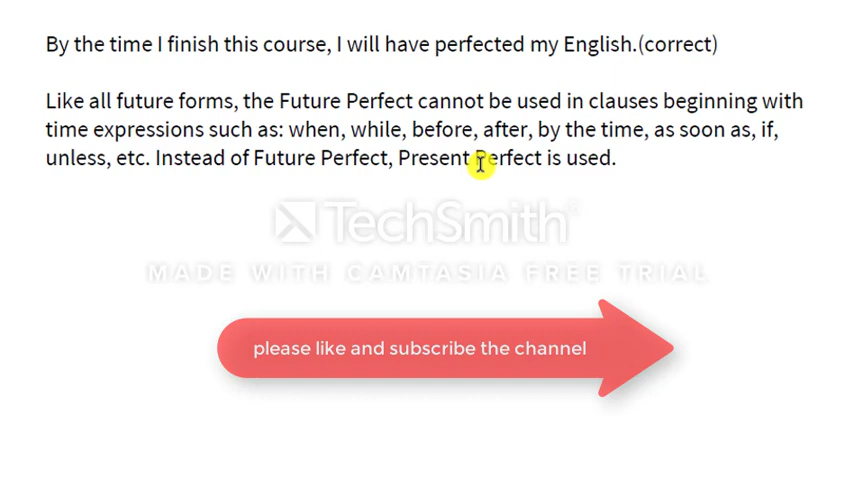 By the time I finish this course, I will have perfected my English.(correct)
Like all future forms, the Future Perfect cannot be used in clauses beginning with
time expressions such as: when, while, before, after, by the time, as soon as, if,
unless, etc. Instead of Future Perfect, Present Perfect is used.
TechSmith®
MADE WITH CAMTASIA FREE TRIAL
please like and subscribe the channel